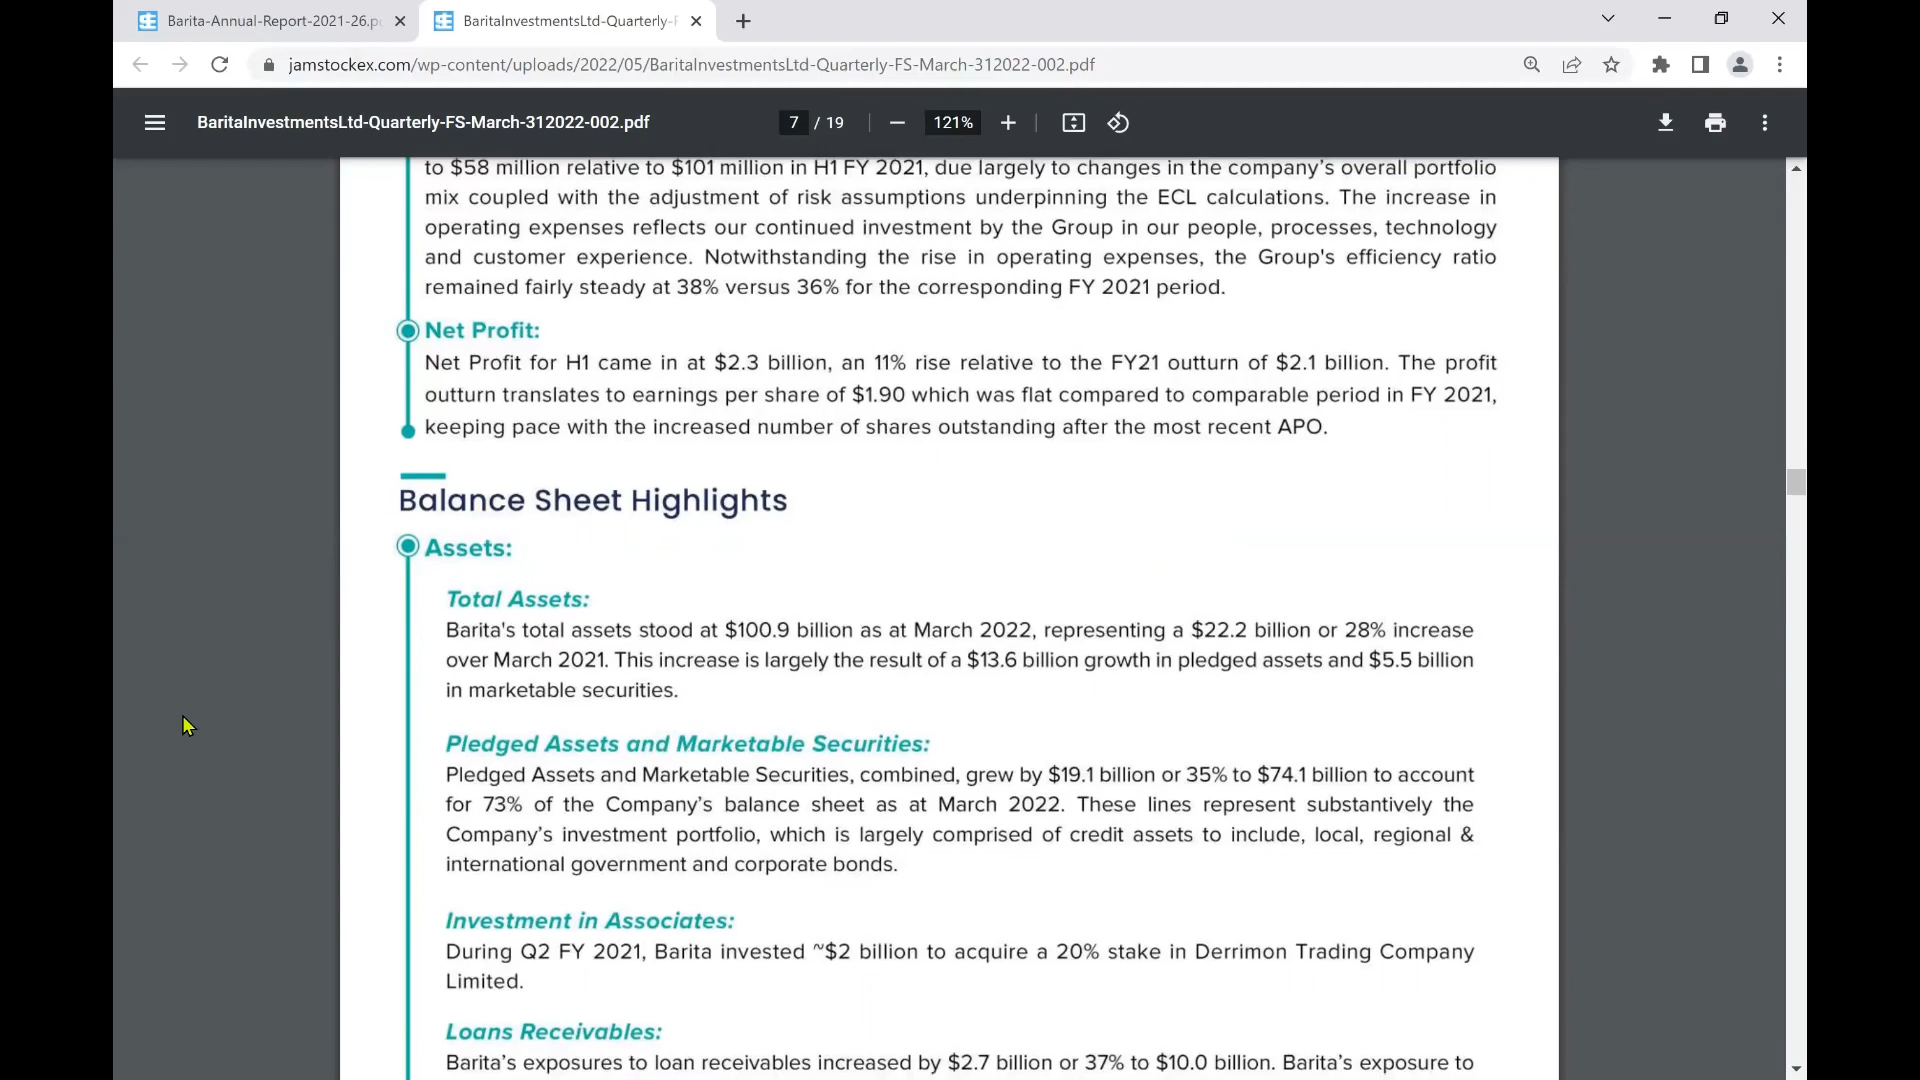 Barita-Annual-Report-2021-26.p
BaritaInvestmentsLtd-Quarterly-F
jamstockex.com/wp-content/uploads/2022/05/BaritaInvestmentsLtd-Quarterly-FS-March-312022-002.pdf
BaritaInvestmentsLtd-Quarterly-FS-March-312022-002.pdf
7 / 19
121%
to $58 million relative to $101 million in H1 FY 2021, due largely to changes in the company’s overall portfolio
mix coupled with the adjustment of risk assumptions underpinning the ECL calculations. The increase in
operating expenses reflects our continued investment by the Group in our people, processes, technology
and customer experience. Notwithstanding the rise in operating expenses, the Group's efficiency ratio
remained fairly steady at 38% versus 36% for the corresponding FY 2021 period.
Net Profit:
Net Profit for H1 came in at $2.3 billion, an 11% rise relative to the FY21 outturn of $2.1 billion. The profit
outturn translates to earnings per share of $1.90 which was flat compared to comparable period in FY 2021,
keeping pace with the increased number of shares outstanding after the most recent APO.
Balance Sheet Highlights
Assets:
Total Assets:
Barita's total assets stood at $100.9 billion as at March 2022, representing a $22.2 billion or 28% increase
over March 2021. This increase is largely the result of a $13.6 billion growth in pledged assets and $5.5 billion
in marketable securities.
Pledged Assets and Marketable Securities:
Pledged Assets and Marketable Securities, combined, grew by $19.1 billion or 35% to $74.1 billion to account
for 73% of the Company’s balance sheet as at March 2022. These lines represent substantively the
Company’s investment portfolio, which is largely comprised of credit assets to include, local, regional &
international government and corporate bonds.
Investment in Associates:
During Q2 FY 2021, Barita invested ~$2 billion to acquire a 20% stake in Derrimon Trading Company
Limited.
Loans Receivables:
Barita’s exposures to loan receivables increased by $2.7 billion or 37% to $10.0 billion. Barita’s exposure to